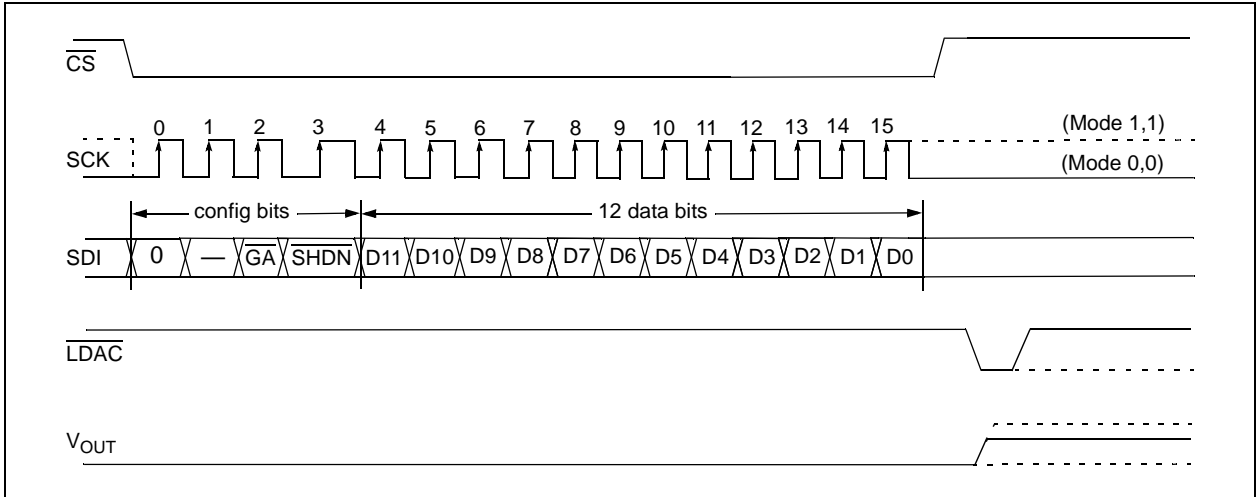 CS
0 1 2 3 4 5 6 7 8 9 10 11 12 13 14 15
(Mode 1,1)
SCK
(Mode 0,0)
config bits
12 data bits
SDI
0 — GA SHDN D11 D10 D9 D8 D7 D6 D5 D4 D3 D2 D1 D0
LDAC
VOUT